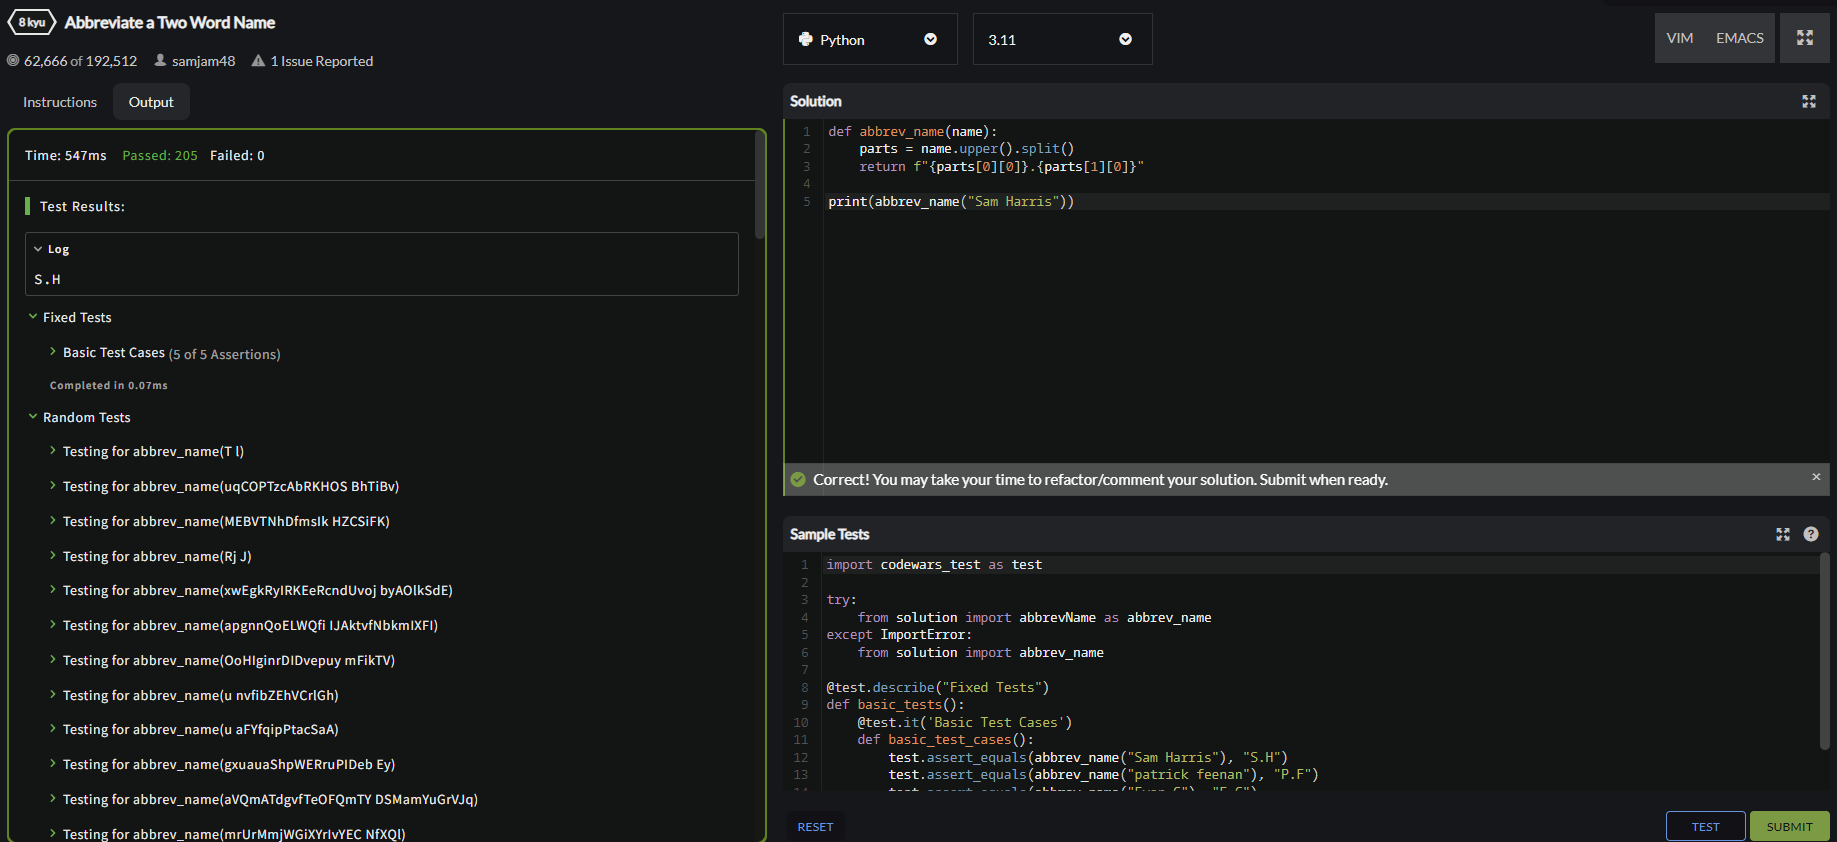 8 kyu Abbreviate a Two Word Name
62,666 of 192,512 samjam48 1 Issue Reported
Instructions Output
Time: 547ms Passed: 205 Failed: 0
Test Results:
Log
S.H
Fixed Tests
Basic Test Cases (5 of 5 Assertions)
Completed in 0.07ms
Random Tests
Testing for abbrev_name(T l)
Testing for abbrev_name(uqCOPTzcAbRKHOS BhTiBv)
Testing for abbrev_name(MEBVTNhDfmsIk HZCSiFK)
Testing for abbrev_name(Rj J)
Testing for abbrev_name(xwEgkRyIRKEeRcndUvoj byAOlkSdE)
Testing for abbrev_name(apgnnQoELWQfi IJAktvfNbkmIXFI)
Testing for abbrev_name(OoHIginrDIDvepuy mFikTV)
Testing for abbrev_name(u nvfibZEhVCrlGh)
Testing for abbrev_name(u aFYfqipPtacSaA)
Testing for abbrev_name(gxuauaShpWERruPIDeb Ey)
Testing for abbrev_name(aVQmATdgvfTeOFQmTY DSMamYuGrVJq)
Testing for abbrev_name(mrUrMmjWGiXYrIvYEC NfXQl)
Python 3.11 VIM EMACS
Solution
1 def abbrev_name(name):
2 parts = name.upper().split()
3 return f"{parts[0][0]}.{parts[1][0]}"
4
5 print(abbrev_name("Sam Harris"))
Correct! You may take your time to refactor/comment your solution. Submit when ready. ×
Sample Tests ?
1 import codewars_test as test
2
3 try:
4 from solution import abbrevName as abbrev_name
5 except ImportError:
6 from solution import abbrev_name
7
8 @test.describe("Fixed Tests")
9 def basic_tests():
10 @test.it('Basic Test Cases')
11 def basic_test_cases():
12 test.assert_equals(abbrev_name("Sam Harris"), "S.H")
13 test.assert_equals(abbrev_name("patrick feenan"), "P.F")
RESET TEST SUBMIT